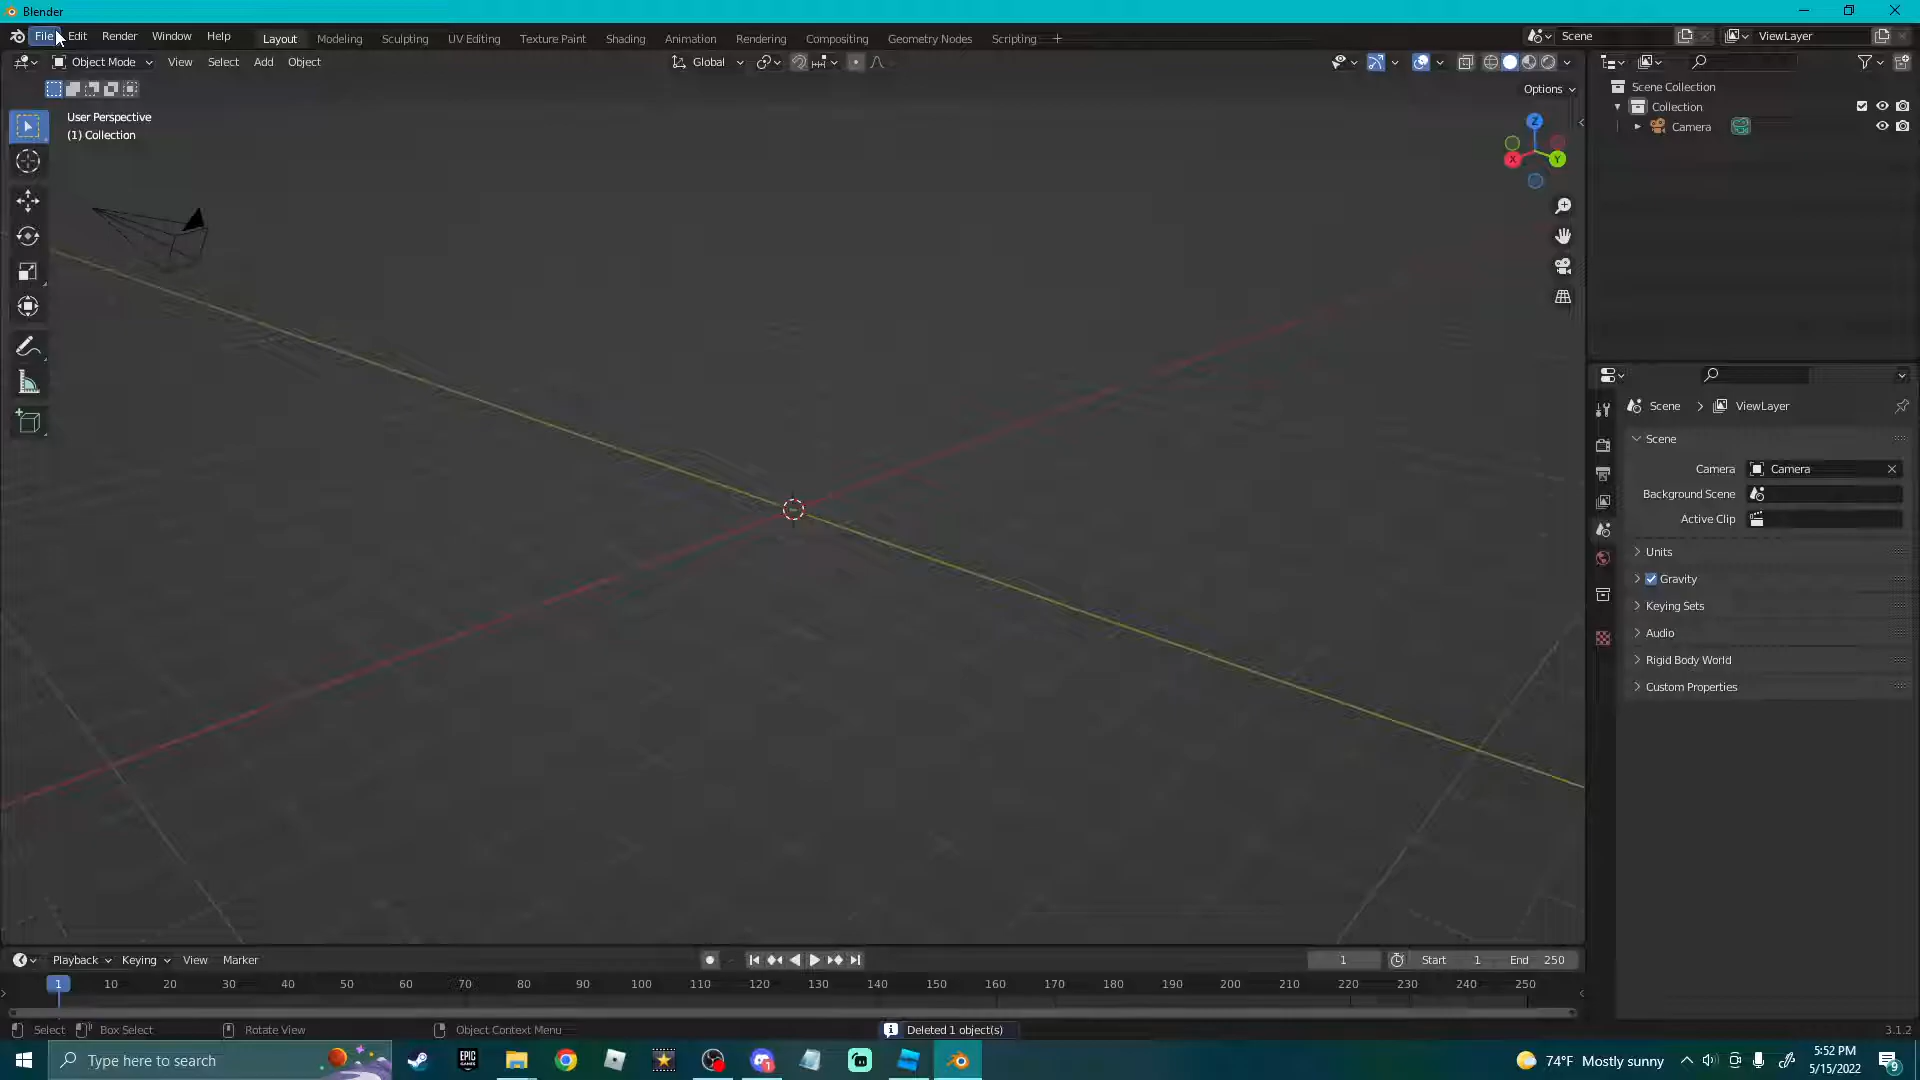 Blender
File Edit Render Window Help Layout Modeling Sculpting UV Editing Texture Paint Shading Animation Rendering Compositing Geometry Nodes Scripting + Scene ViewLayer
Object Mode View Select Add Object Global
Options
User Perspective
(1) Collection
Z
X
Y
Scene Collection
Collection
Camera
Scene > ViewLayer
Scene
Camera Camera
Background Scene
Active Clip
Units
Gravity
Keying Sets
Audio
Rigid Body World
Custom Properties
Playback Keying View Marker 1 Start 1 End 250
1 10 20 30 40 50 60 70 80 90 100 110 120 130 140 150 160 170 180 190 200 210 220 230 240 250
Select Box Select Rotate View Object Context Menu Deleted 1 object(s) 3.1.2
Type here to search
EPIC
GAMES
1
74°F Mostly sunny
5:52 PM
5/15/2022
9